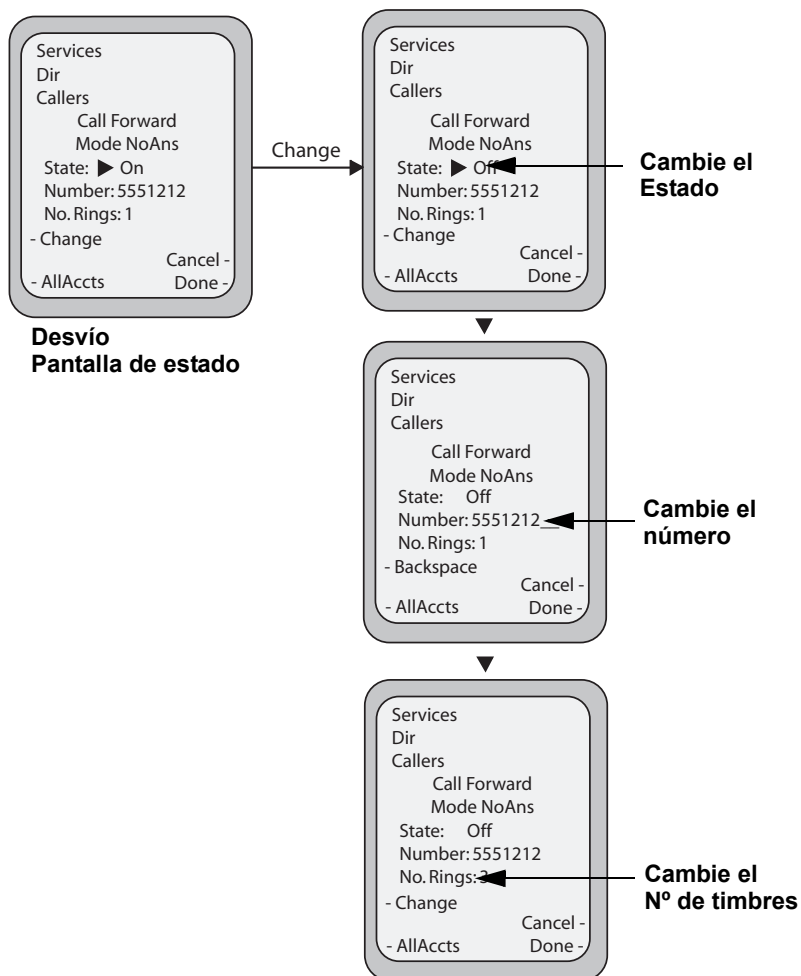 Services
Dir
Callers
Call Forward
Mode NoAns
State: ▶ On
Number: 5551212
No. Rings: 1
- Change
Cancel -
- AllAccts Done -
Desvío
Pantalla de estado
Change
Services
Dir
Callers
Call Forward
Mode NoAns
State: ▶ Off
Number: 5551212
No. Rings: 1
- Change
Cancel -
- AllAccts Done -
Cambie el
Estado
Services
Dir
Callers
Call Forward
Mode NoAns
State: Off
Number: 5551212__
No. Rings: 1
- Backspace
Cancel -
- AllAccts Done -
Cambie el
número
Services
Dir
Callers
Call Forward
Mode NoAns
State: Off
Number: 5551212
No. Rings: 3
- Change
Cancel -
- AllAccts Done -
Cambie el
Nº de timbres